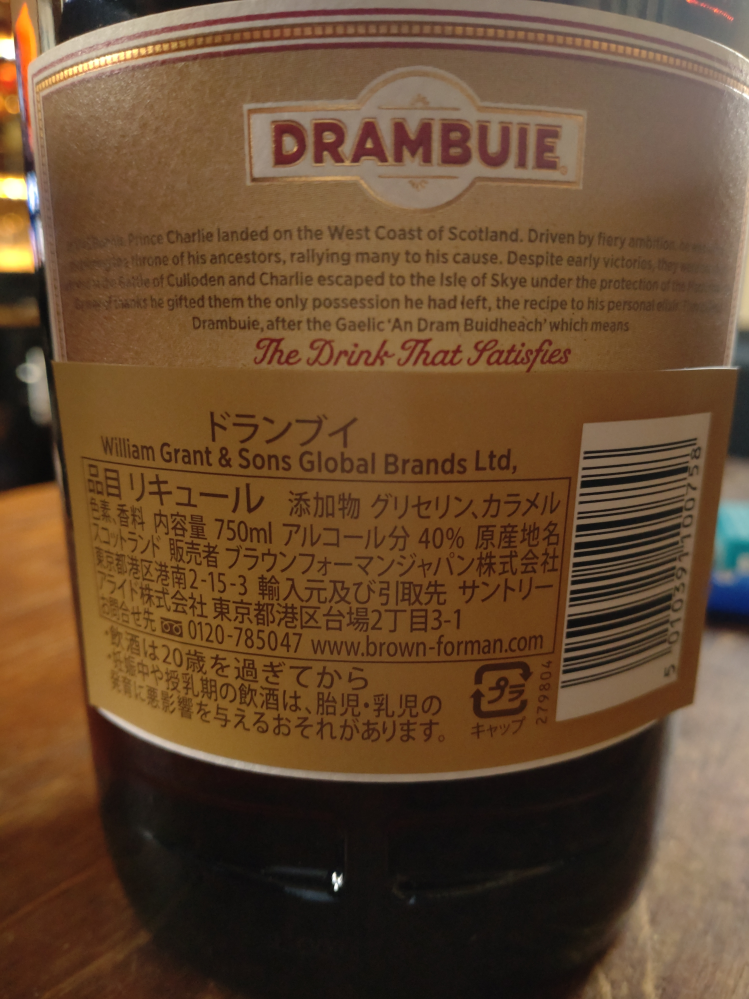 DRAMBUIE
Prince Charlie landed on the West Coast of Scotland. Driven by fiery ambition,
throne of his ancestors, rallying many to his cause. Despite early victories, they
Battle of Culloden and Charlie escaped to the Isle of Skye under the protection of the
thanks he gifted them the only possession he had left, the recipe to his personal elixir.
Drambuie, after the Gaelic ‘An Dram Buidheach’ which means
The Drink That Satisfies
ドランブイ
William Grant & Sons Global Brands Ltd,
品目 リキュール 添加物 グリセリン、カラメル
色素、香料 内容量 750ml アルコール分 40% 原産地名
スコットランド 販売者 ブラウンフォーマンジャパン株式会社
東京都港区港南2-15-3 輸入元及び引取先 サントリー
アライド株式会社 東京都港区台場2丁目3-1
お問合せ先 0120-785047 www.brown-forman.com
・飲酒は20歳を過ぎてから
・妊娠中や授乳期の飲酒は、胎児・乳児の
発育に悪影響を与えるおそれがあります。
プラ
キャップ
279804
5 010391 100758